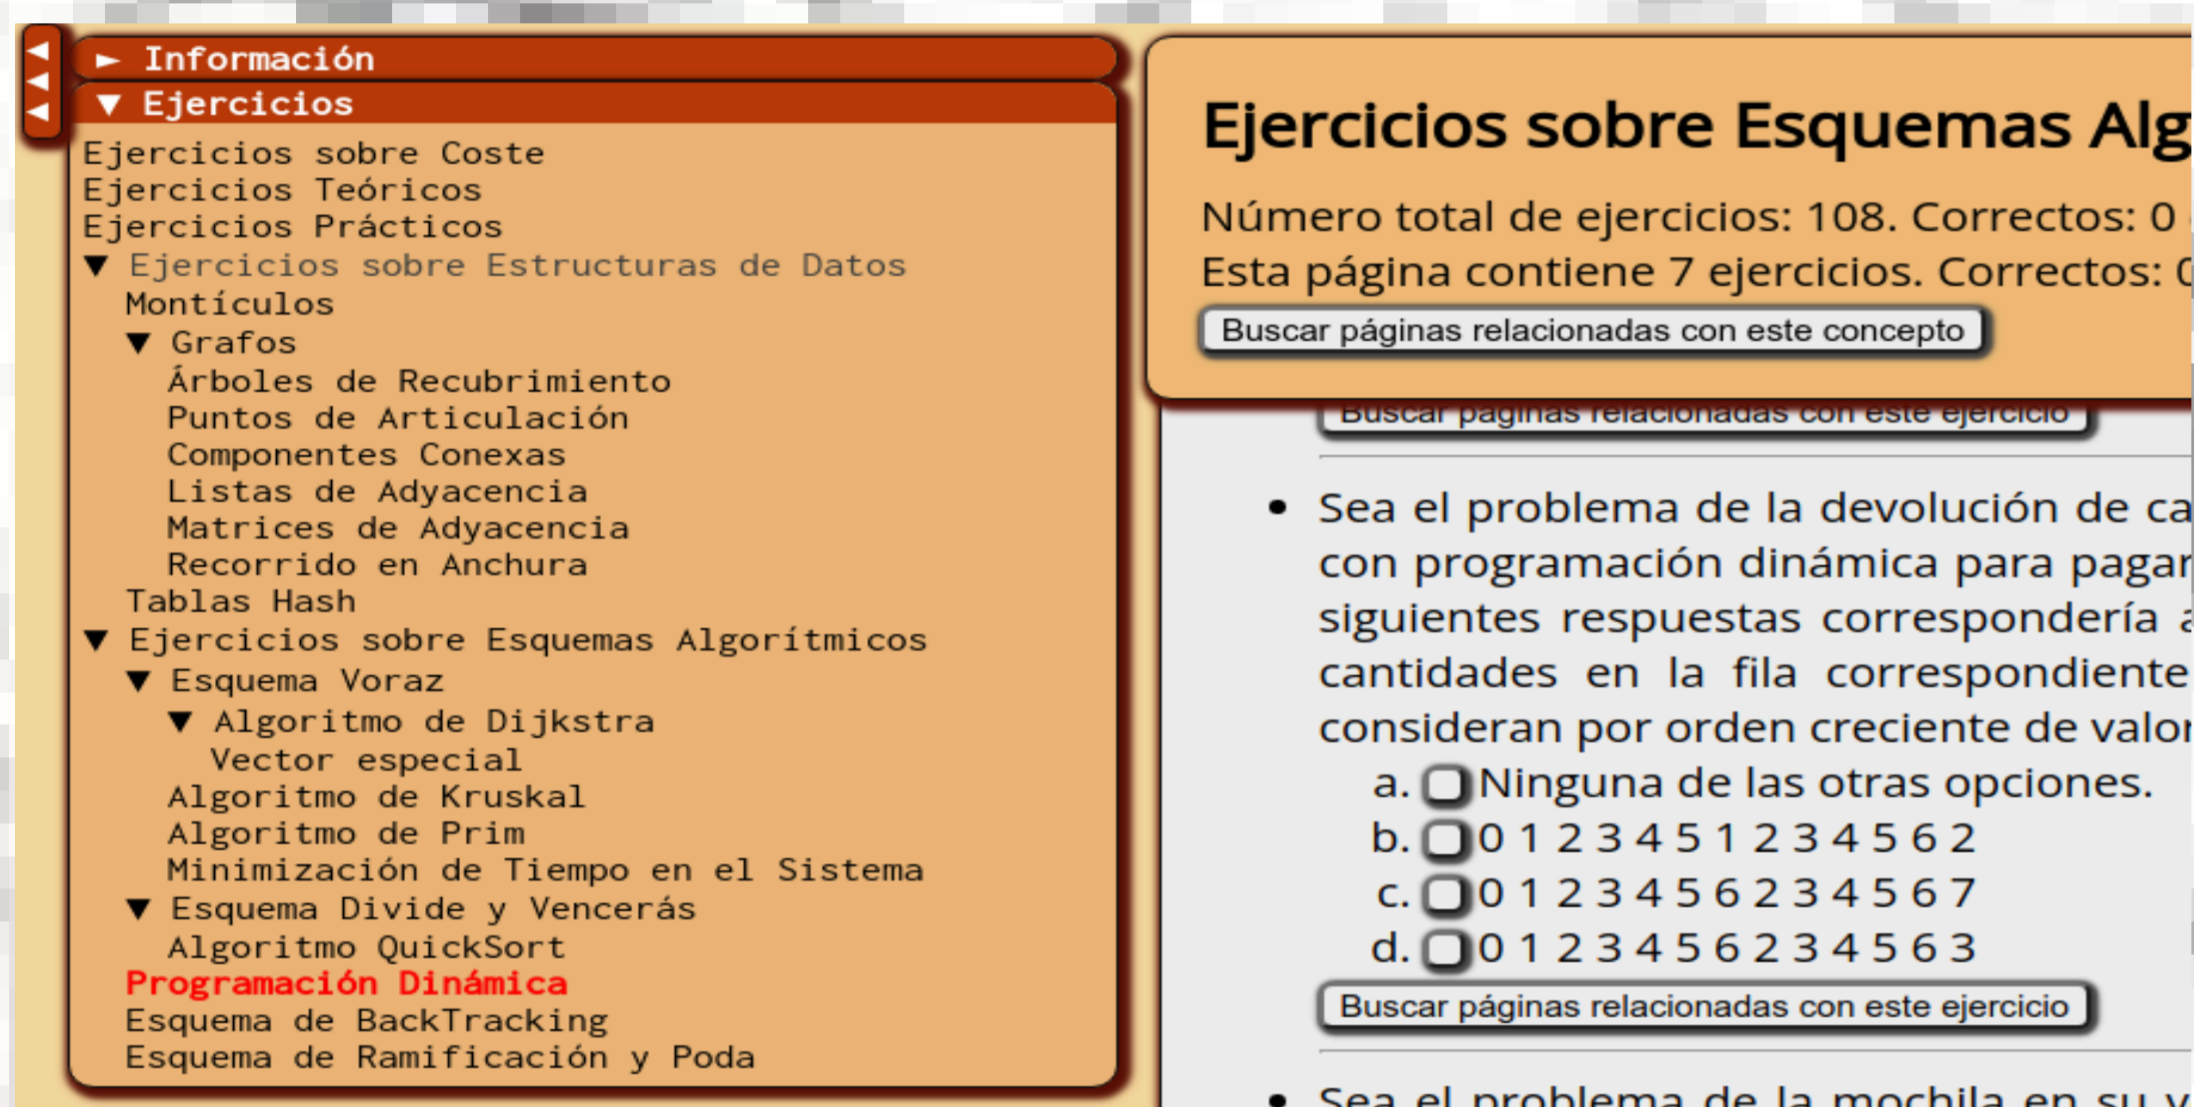 Información
Ejercicios
Ejercicios sobre Coste
Ejercicios Teóricos
Ejercicios Prácticos
Ejercicios sobre Estructuras de Datos
Montículos
Grafos
Árboles de Recubrimiento
Puntos de Articulación
Componentes Conexas
Listas de Adyacencia
Matrices de Adyacencia
Recorrido en Anchura
Tablas Hash
Ejercicios sobre Esquemas Algorítmicos
Esquema Voraz
Algoritmo de Dijkstra
Vector especial
Algoritmo de Kruskal
Algoritmo de Prim
Minimización de Tiempo en el Sistema
Esquema Divide y Vencerás
Algoritmo QuickSort
Programación Dinámica
Esquema de BackTracking
Esquema de Ramificación y Poda
Ejercicios sobre Esquemas Alg
Número total de ejercicios: 108. Correctos: 0
Esta página contiene 7 ejercicios. Correctos: 0
Buscar páginas relacionadas con este concepto
Buscar páginas relacionadas con este ejercicio
• Sea el problema de la devolución de ca
con programación dinámica para pagar
siguientes respuestas correspondería a
cantidades en la fila correspondiente
consideran por orden creciente de valor
a. Ninguna de las otras opciones.
b. 0 1 2 3 4 5 1 2 3 4 5 6 2
c. 0 1 2 3 4 5 6 2 3 4 5 6 7
d. 0 1 2 3 4 5 6 2 3 4 5 6 3
Buscar páginas relacionadas con este ejercicio
• Sea el problema de la mochila en su v